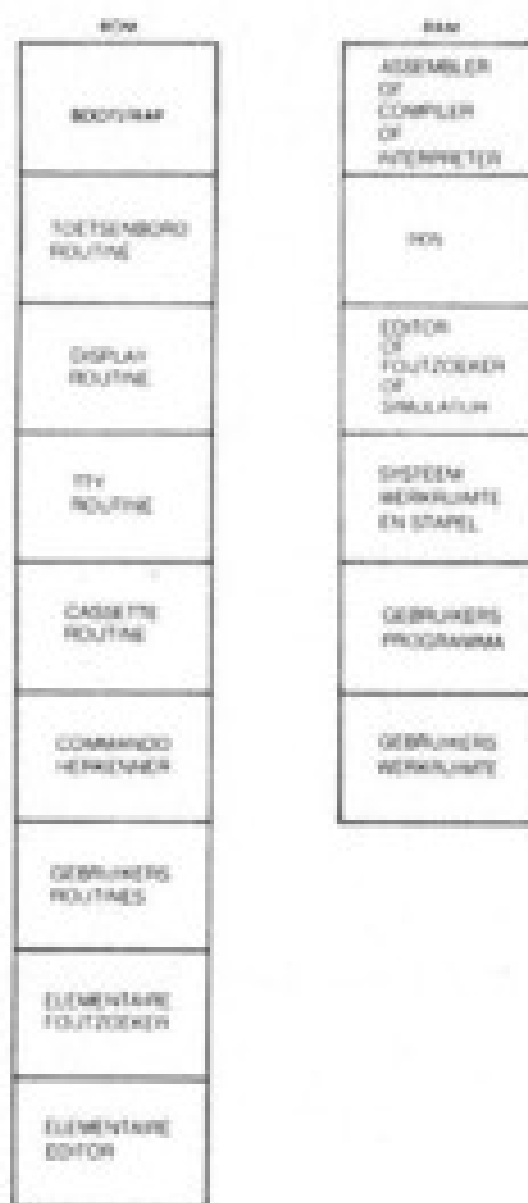 ROM
BOOTSTRAP
TOETSENBORD
ROUTINE
DISPLAY
ROUTINE
TTY
ROUTINE
CASSETTE
ROUTINE
COMMANDO
HERKENNER
GEBRUIKERS
ROUTINES
ELEMENTAIRE
FOUTZOEKER
ELEMENTAIRE
EDITOR
RAM
ASSEMBLER
OF
COMPILER
OF
INTERPRETER
EDITOR
OF
FOUTZOEKER
OF
SIMULATOR
SYSTEEM
WERKRUIMTE
EN STAPEL
GEBRUIKERS
PROGRAMMA
GEBRUIKERS
WERKRUIMTE